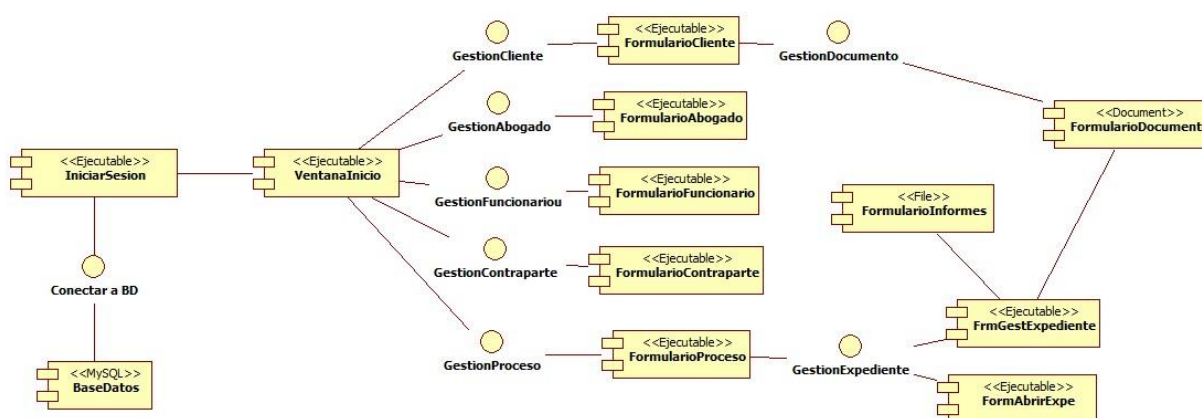 <<Ejecutable>>
FormularioCliente
GestionCliente
GestionDocumento
<<Ejecutable>>
FormularioAbogado
GestionAbogado
<<Document>>
FormularioDocument
<<Ejecutable>>
IniciarSesion
<<Ejecutable>>
VentanaInicio
<<Ejecutable>>
FormularioFuncionario
GestionFuncionariou
<<File>>
FormularioInformes
<<Ejecutable>>
FormularioContraparte
GestionContraparte
Conectar a BD
<<Ejecutable>>
FrmGestExpediente
<<Ejecutable>>
FormularioProceso
GestionProceso
GestionExpediente
<<MySQL>>
BaseDatos
<<Ejecutable>>
FormAbrirExpe